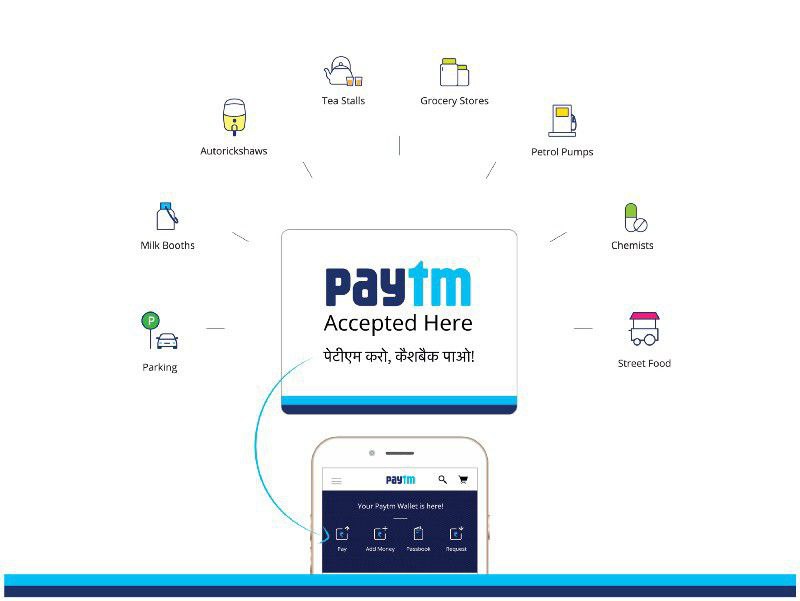 Tea Stalls
Grocery Stores
Autorickshaws
Petrol Pumps
Milk Booths
Chemists
P
Parking
Street Food
paytm
Accepted Here
पेटीएम करो, कैशबैक पाओ!
paytm
Your Paytm Wallet is here!
Pay Add Money Passbook Request